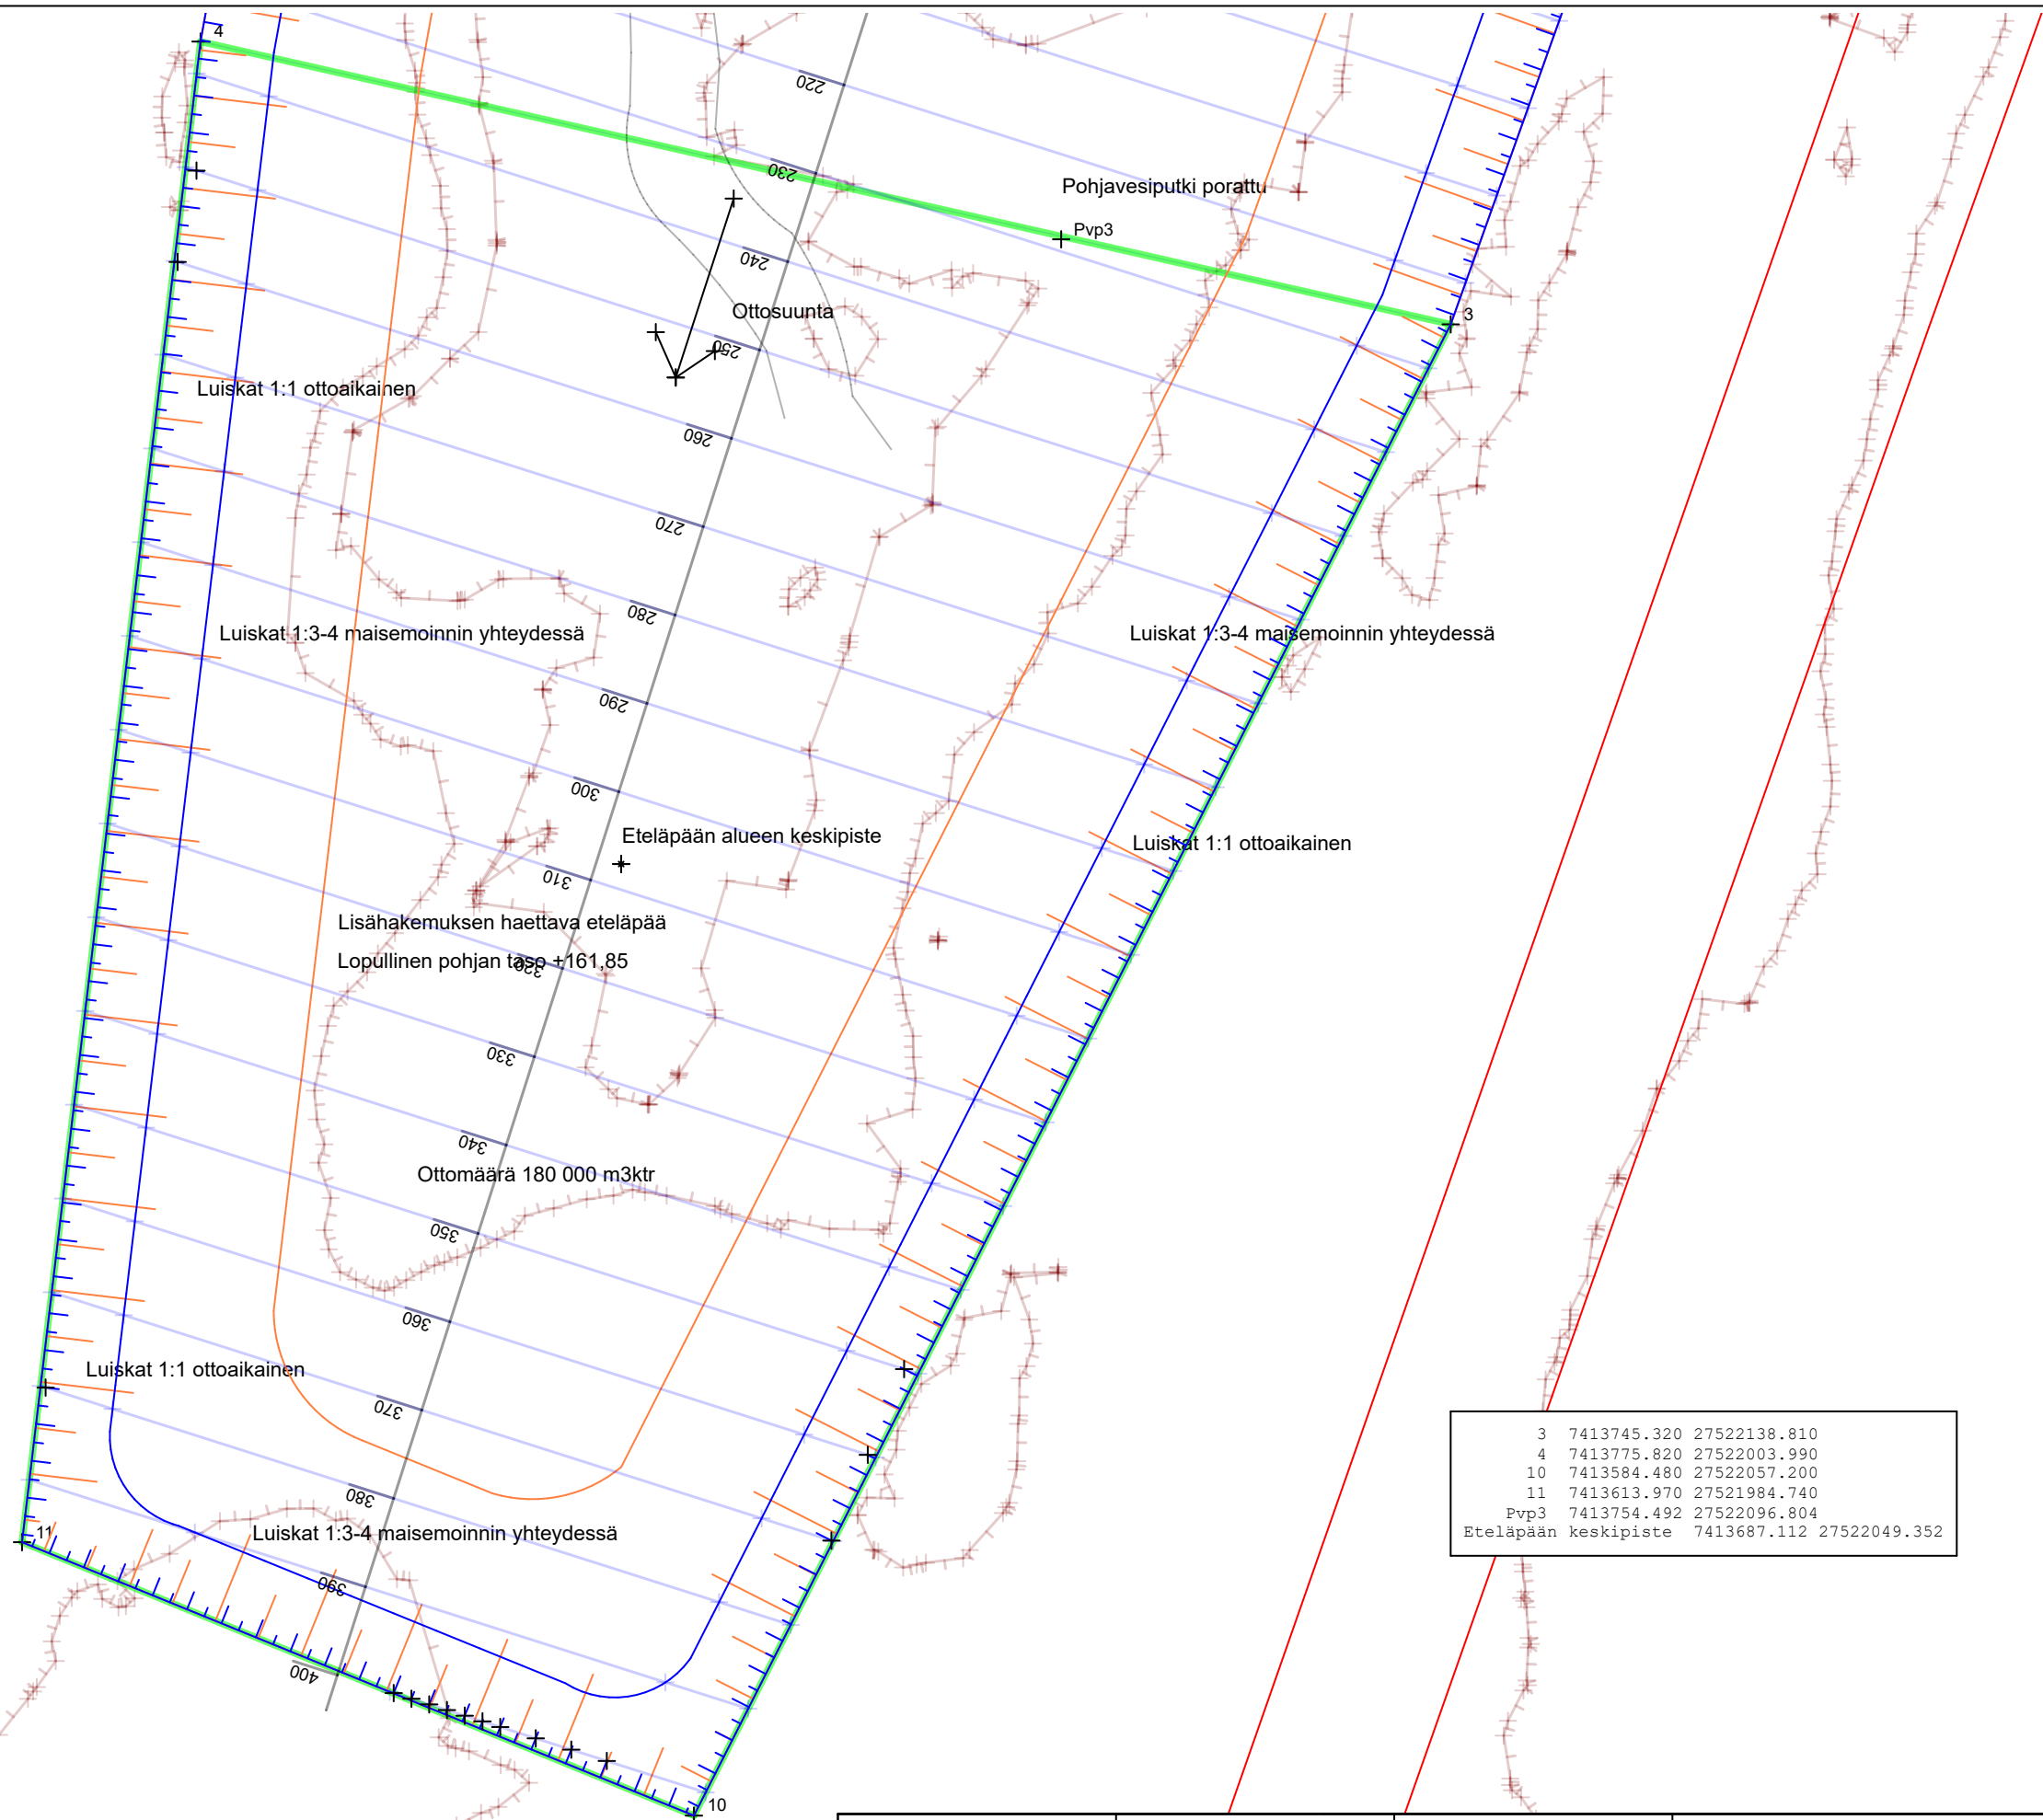 4
220
230
Pohjavesiputki porattu
Pvp3
240
Ottosuunta
3
250
Luiskat 1:1 ottoaikainen
260
270
280
Luiskat 1:3-4 maisemoinnin yhteydessä
Luiskat 1:3-4 maisemoinnin yhteydessä
290
300
Eteläpään alueen keskipiste
Luiskat 1:1 ottoaikainen
310
Lisähakemuksen haettava eteläpää
Lopullinen pohjan taso +161,85
320
330
340
Ottomäärä 180 000 m3ktr
350
360
Luiskat 1:1 ottoaikainen
370
380
11
Luiskat 1:3-4 maisemoinnin yhteydessä
390
400
10
3 7413745.320 27522138.810
4 7413775.820 27522003.990
10 7413584.480 27522057.200
11 7413613.970 27521984.740
Pvp3 7413754.492 27522096.804
Eteläpään keskipiste 7413687.112 27522049.352